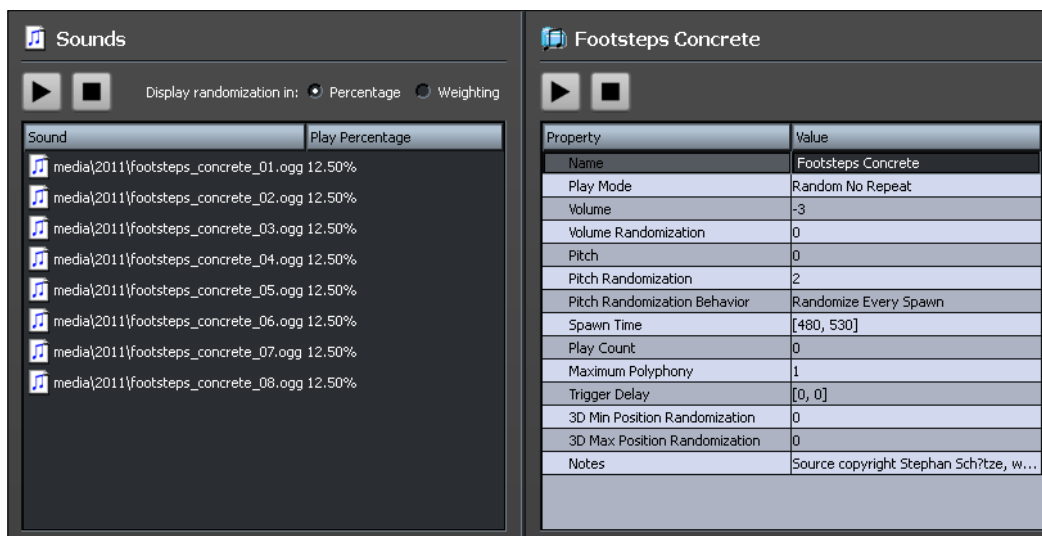 Sounds
Display randomization in: Percentage Weighting
Sound Play Percentage
media\2011\footsteps_concrete_01.ogg 12.50%
media\2011\footsteps_concrete_02.ogg 12.50%
media\2011\footsteps_concrete_03.ogg 12.50%
media\2011\footsteps_concrete_04.ogg 12.50%
media\2011\footsteps_concrete_05.ogg 12.50%
media\2011\footsteps_concrete_06.ogg 12.50%
media\2011\footsteps_concrete_07.ogg 12.50%
media\2011\footsteps_concrete_08.ogg 12.50%
Footsteps Concrete
Property Value
Name Footsteps Concrete
Play Mode Random No Repeat
Volume -3
Volume Randomization 0
Pitch 0
Pitch Randomization 2
Pitch Randomization Behavior Randomize Every Spawn
Spawn Time [480, 530]
Play Count 0
Maximum Polyphony 1
Trigger Delay [0, 0]
3D Min Position Randomization 0
3D Max Position Randomization 0
Notes Source copyright Stephan Sch?tze, w...